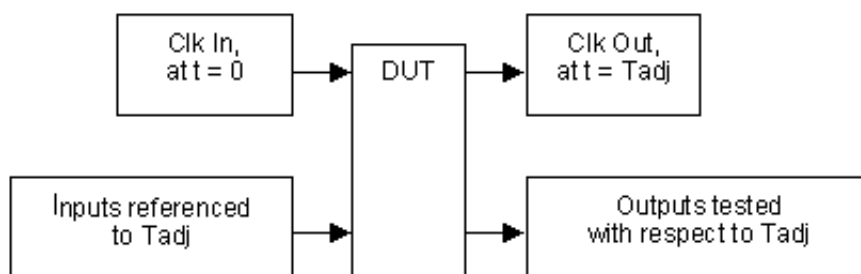 Clk In,
at t = 0
DUT
Clk Out,
at t = Tadj
Inputs referenced
to Tadj
Outputs tested
with respect to Tadj